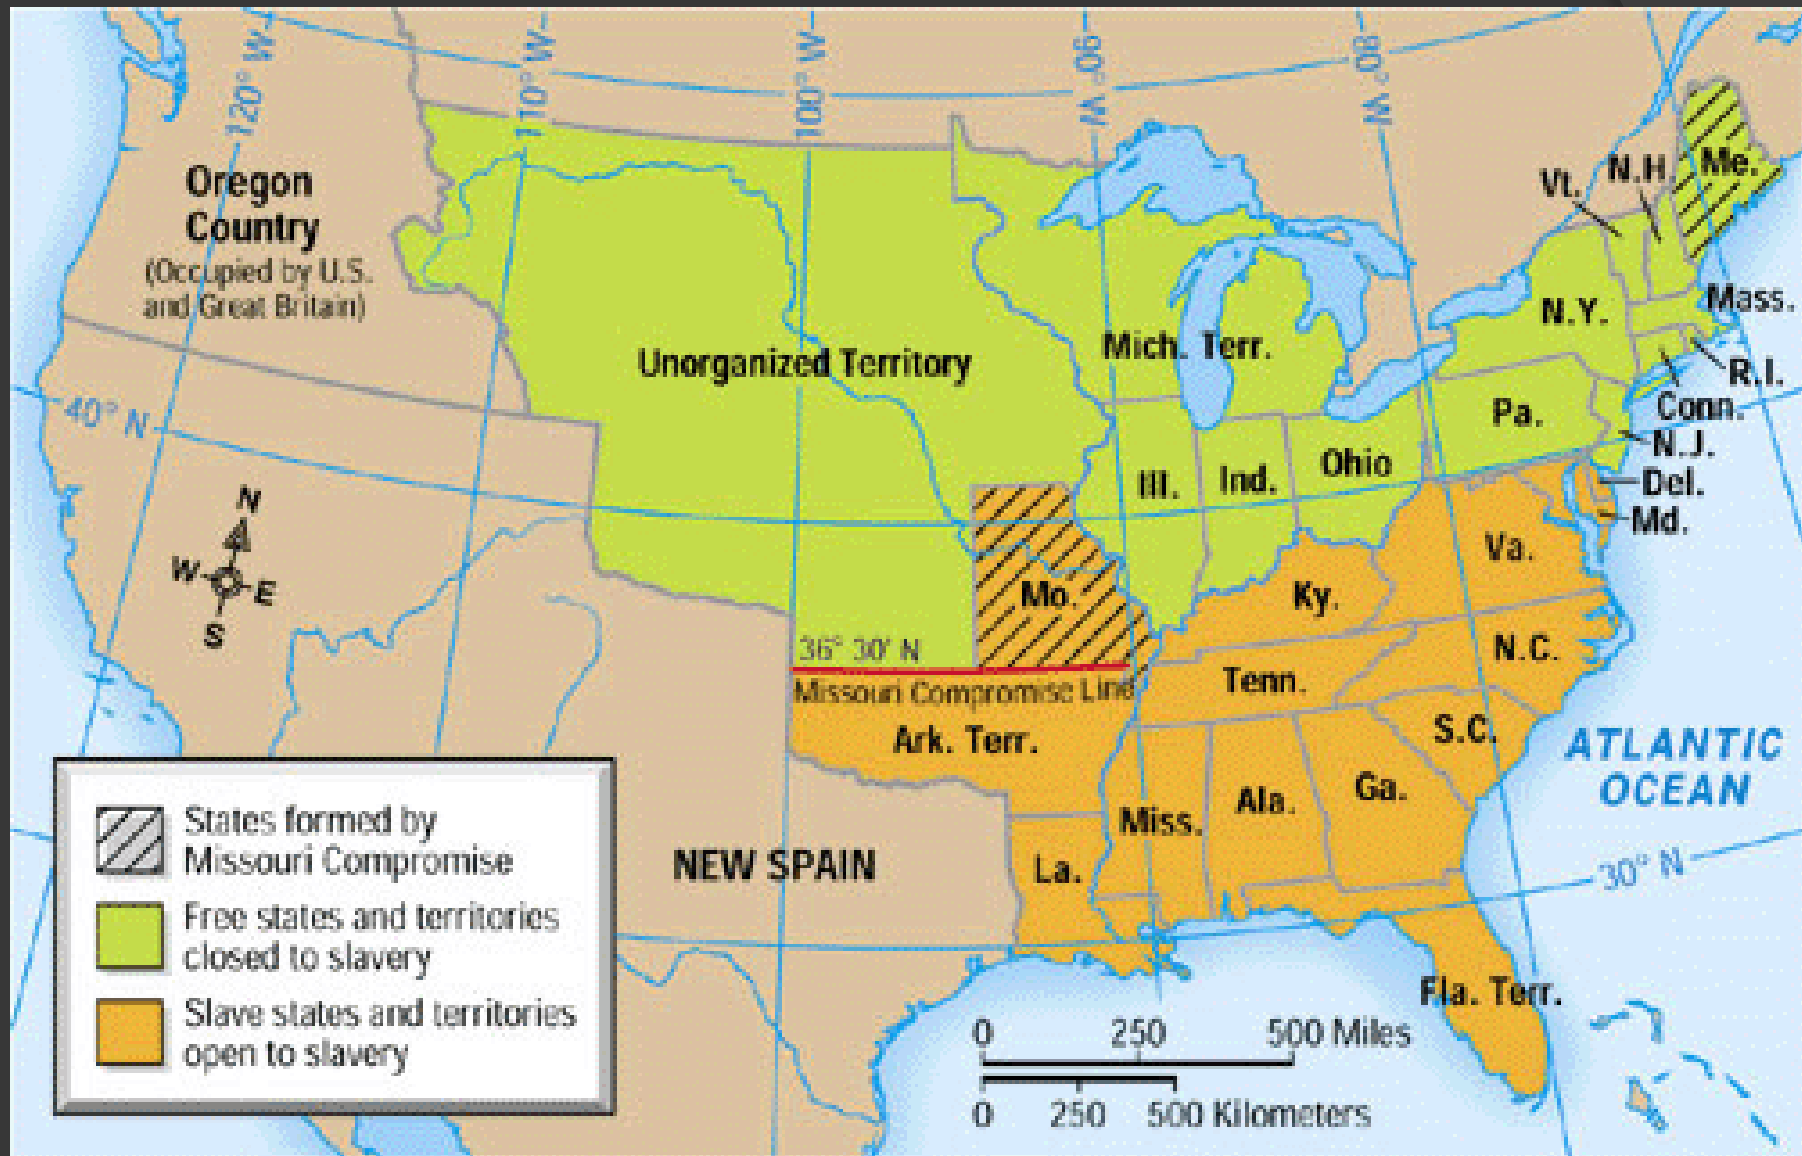 120° W
110° W
100° W
90° W
80° W
Oregon
Country
(Occupied by U.S.
and Great Britain)
Unorganized Territory
Mich. Terr.
Vt.
N.H.
Me.
Mass.
N.Y.
R.I.
Conn.
Pa.
N.J.
Del.
Md.
40° N
Ill.
Ind.
Ohio
Va.
Ky.
Mo.
N.C.
Tenn.
S.C.
N
W
E
S
36° 30' N
Missouri Compromise Line
Ark. Terr.
Miss.
Ala.
Ga.
La.
NEW SPAIN
ATLANTIC
OCEAN
30° N
Fla. Terr.
States formed by
Missouri Compromise
Free states and territories
closed to slavery
Slave states and territories
open to slavery
0 250 500 Miles
0 250 500 Kilometers